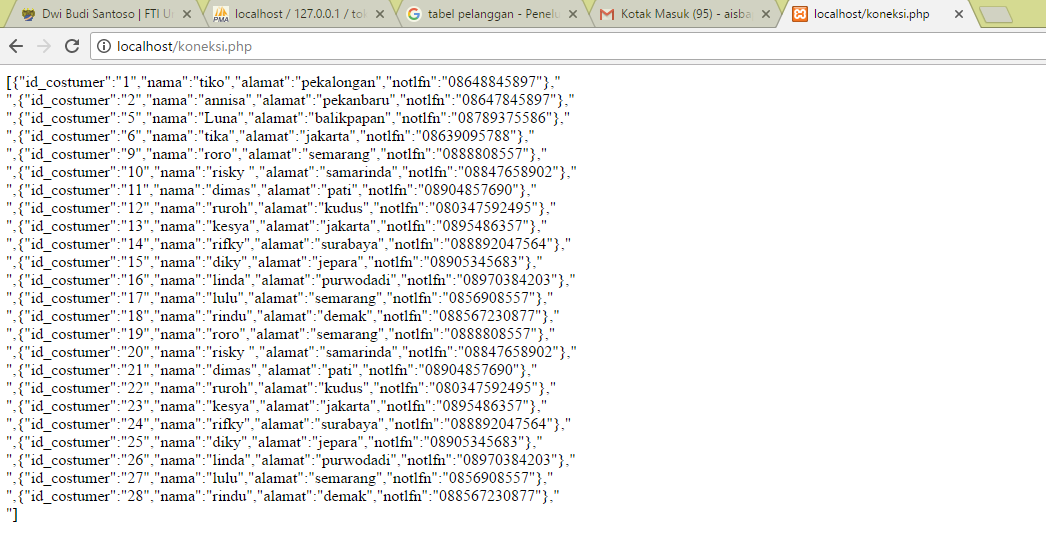 Dwi Budi Santoso | FTI U
localhost / 127.0.0.1 / tok
tabel pelanggan - Penelu
Kotak Masuk (95) - aisba
localhost/koneksi.php
localhost/koneksi.php
[{"id_costumer":"1","nama":"tiko","alamat":"pekalongan","notlfn":"08648845897"},"
",{"id_costumer":"2","nama":"annisa","alamat":"pekanbaru","notlfn":"08647845897"},"
",{"id_costumer":"5","nama":"Luna","alamat":"balikpapan","notlfn":"08789375586"},"
",{"id_costumer":"6","nama":"tika","alamat":"jakarta","notlfn":"08639095788"},"
",{"id_costumer":"9","nama":"roro","alamat":"semarang","notlfn":"0888808557"},"
",{"id_costumer":"10","nama":"risky ","alamat":"samarinda","notlfn":"08847658902"},"
",{"id_costumer":"11","nama":"dimas","alamat":"pati","notlfn":"08904857690"},"
",{"id_costumer":"12","nama":"ruroh","alamat":"kudus","notlfn":"080347592495"},"
",{"id_costumer":"13","nama":"kesya","alamat":"jakarta","notlfn":"0895486357"},"
",{"id_costumer":"14","nama":"rifky","alamat":"surabaya","notlfn":"088892047564"},"
",{"id_costumer":"15","nama":"diky","alamat":"jepara","notlfn":"08905345683"},"
",{"id_costumer":"16","nama":"linda","alamat":"purwodadi","notlfn":"08970384203"},"
",{"id_costumer":"17","nama":"lulu","alamat":"semarang","notlfn":"0856908557"},"
",{"id_costumer":"18","nama":"rindu","alamat":"demak","notlfn":"088567230877"},"
",{"id_costumer":"19","nama":"roro","alamat":"semarang","notlfn":"0888808557"},"
",{"id_costumer":"20","nama":"risky ","alamat":"samarinda","notlfn":"08847658902"},"
",{"id_costumer":"21","nama":"dimas","alamat":"pati","notlfn":"08904857690"},"
",{"id_costumer":"22","nama":"ruroh","alamat":"kudus","notlfn":"080347592495"},"
",{"id_costumer":"23","nama":"kesya","alamat":"jakarta","notlfn":"0895486357"},"
",{"id_costumer":"24","nama":"rifky","alamat":"surabaya","notlfn":"088892047564"},"
",{"id_costumer":"25","nama":"diky","alamat":"jepara","notlfn":"08905345683"},"
",{"id_costumer":"26","nama":"linda","alamat":"purwodadi","notlfn":"08970384203"},"
",{"id_costumer":"27","nama":"lulu","alamat":"semarang","notlfn":"0856908557"},"
",{"id_costumer":"28","nama":"rindu","alamat":"demak","notlfn":"088567230877"},"
"]